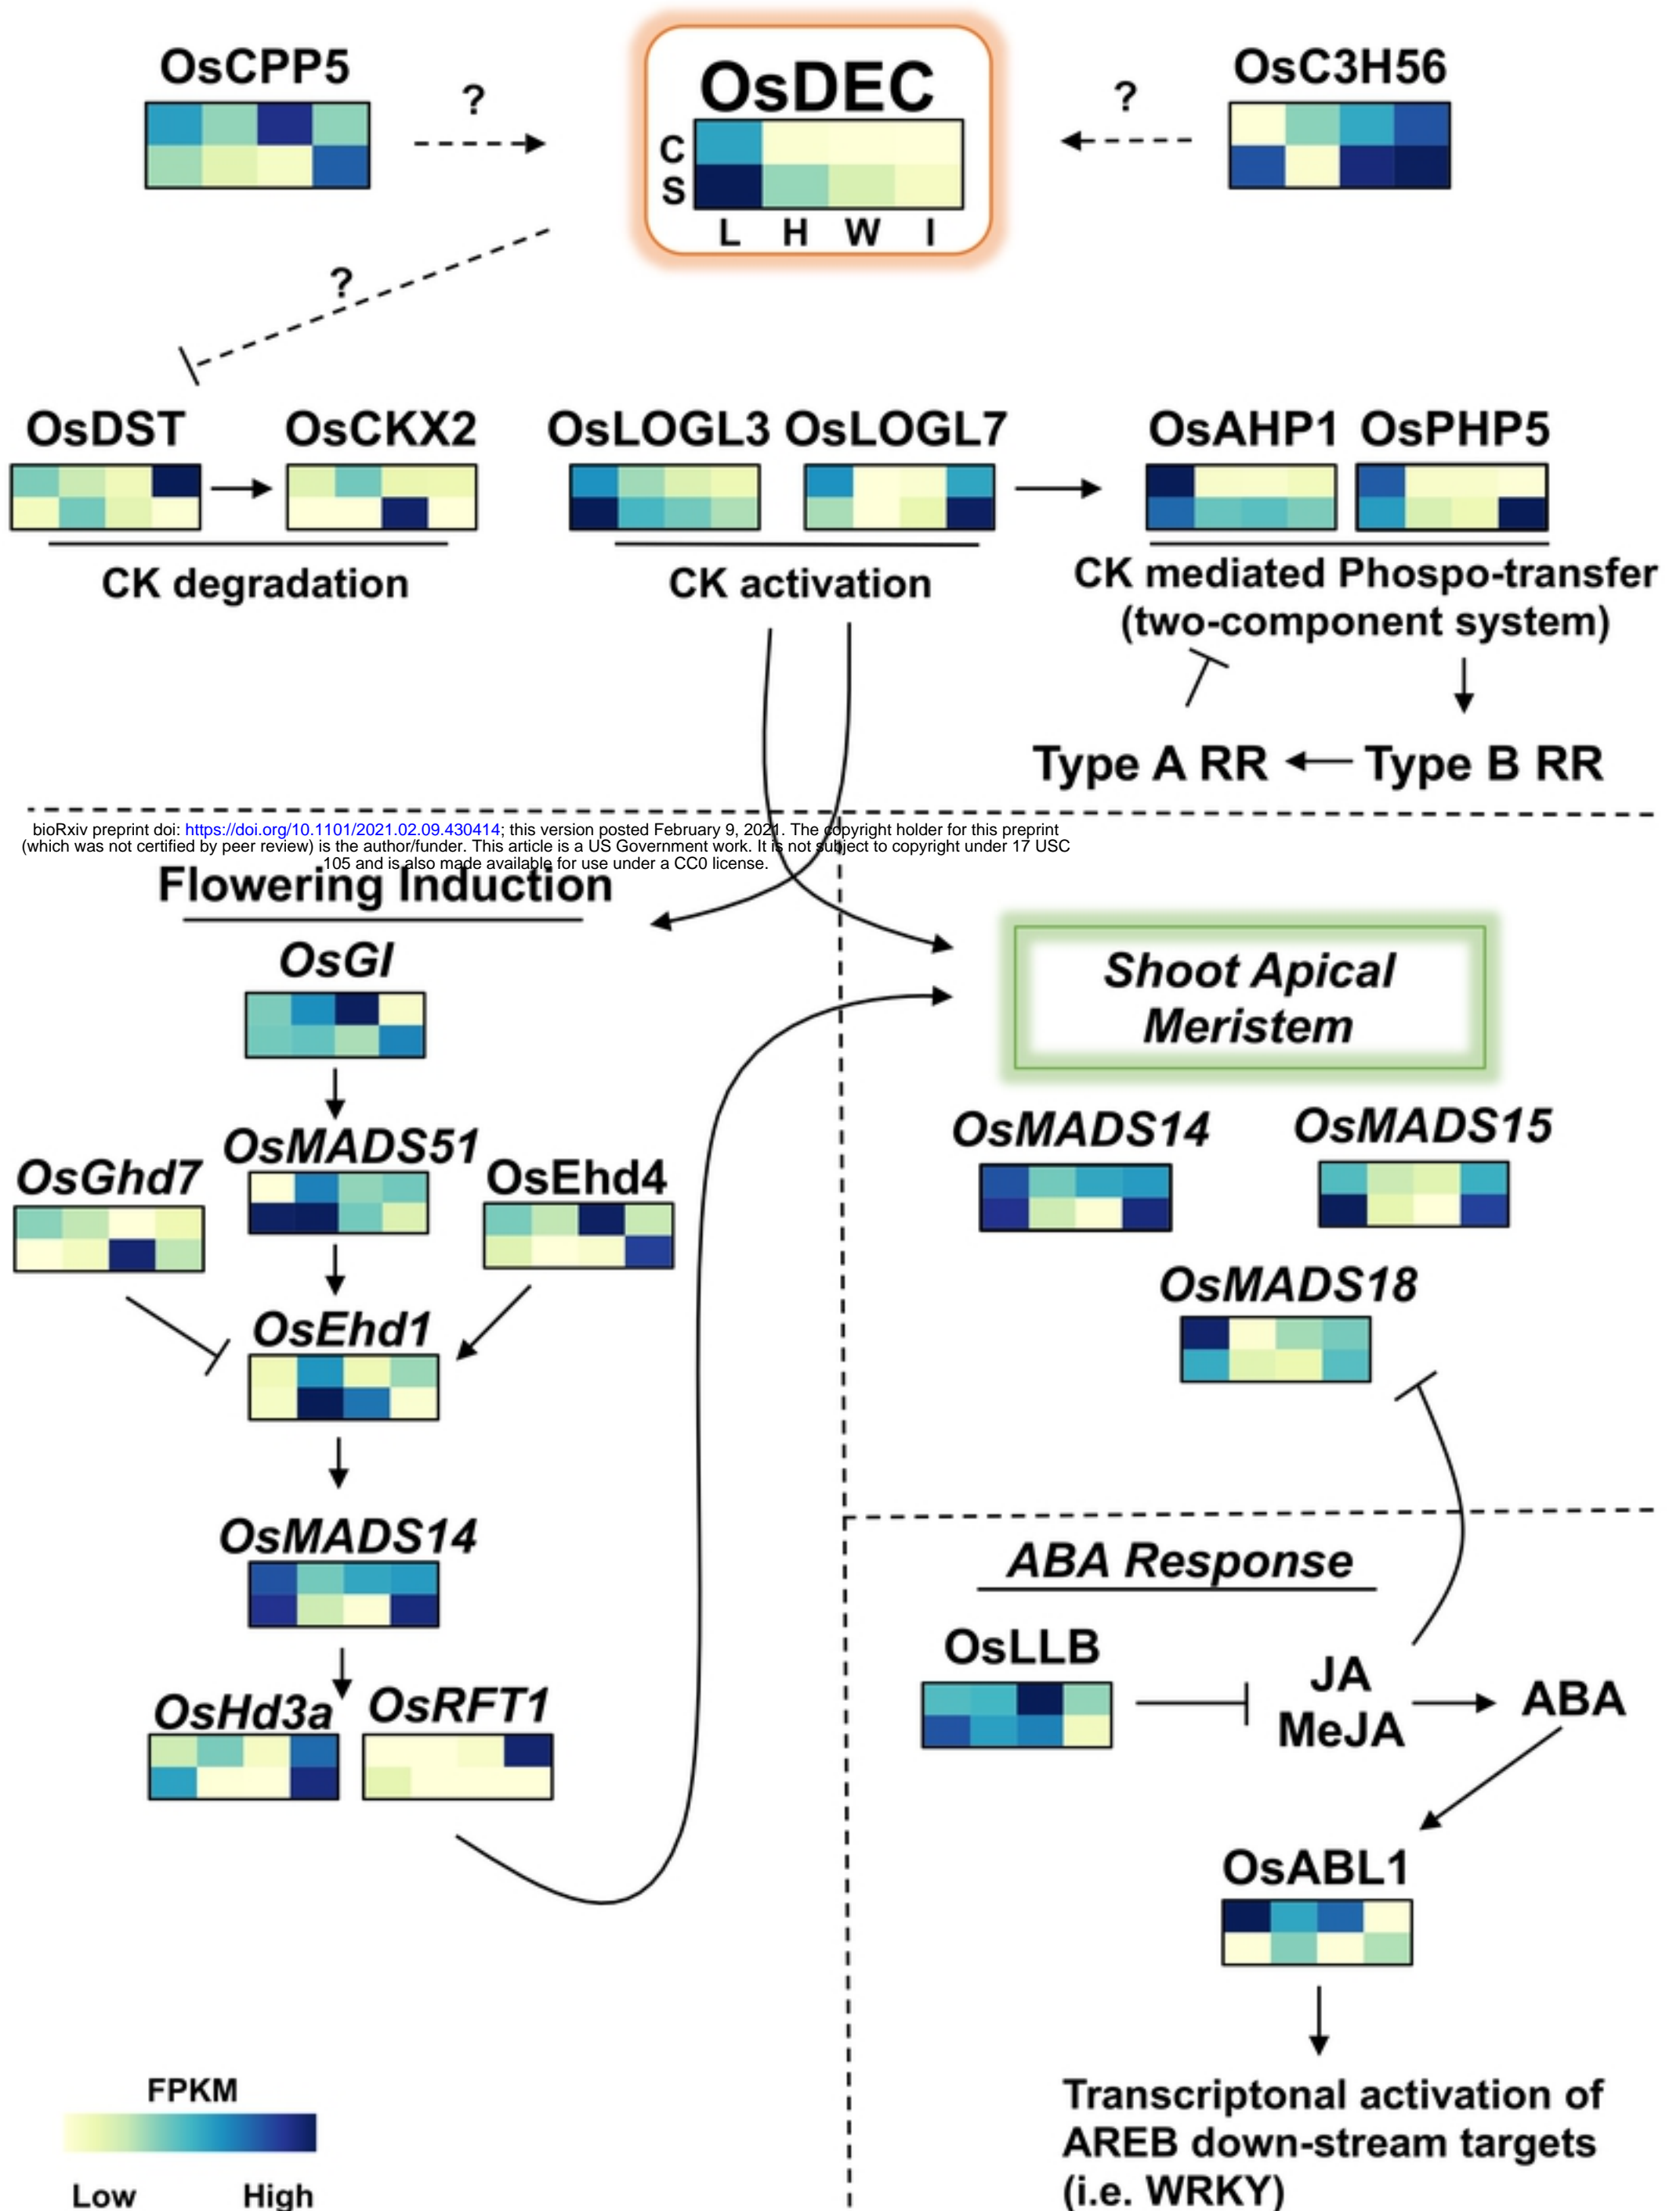 OsCPP5
?
OsDEC
C
S
L H W I
?
OsC3H56
?
OsDST
OsCKX2
OsLOGL3
OsLOGL7
OsAHP1
OsPHP5
CK degradation
CK activation
CK mediated Phospo-transfer
(two-component system)
Type A RR
Type B RR
bioRxiv preprint doi: https://doi.org/10.1101/2021.02.09.430414; this version posted February 9, 2021. The copyright holder for this preprint
(which was not certified by peer review) is the author/funder. This article is a US Government work. It is not subject to copyright under 17 USC
105 and is also made available for use under a CC0 license.
Flowering Induction
OsGI
OsMADS51
OsGhd7
OsEhd4
OsEhd1
OsMADS14
OsHd3a
OsRFT1
Shoot Apical
Meristem
OsMADS14
OsMADS15
OsMADS18
ABA Response
OsLLB
JA
MeJA
ABA
OsABL1
Transcriptonal activation of
AREB down-stream targets
(i.e. WRKY)
FPKM
Low
High